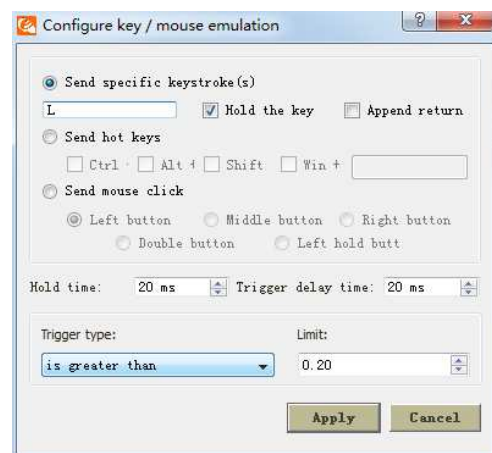 Configure key / mouse emulation
Send specific keystroke(s)
L Hold the key Append return
Send hot keys
Ctrl Alt + Shift Win +
Send mouse click
Left button Middle button Right button
Double button Left hold butt
Hold time: 20 ms Trigger delay time: 20 ms
Trigger type: Limit:
is greater than 0.20
Apply Cancel